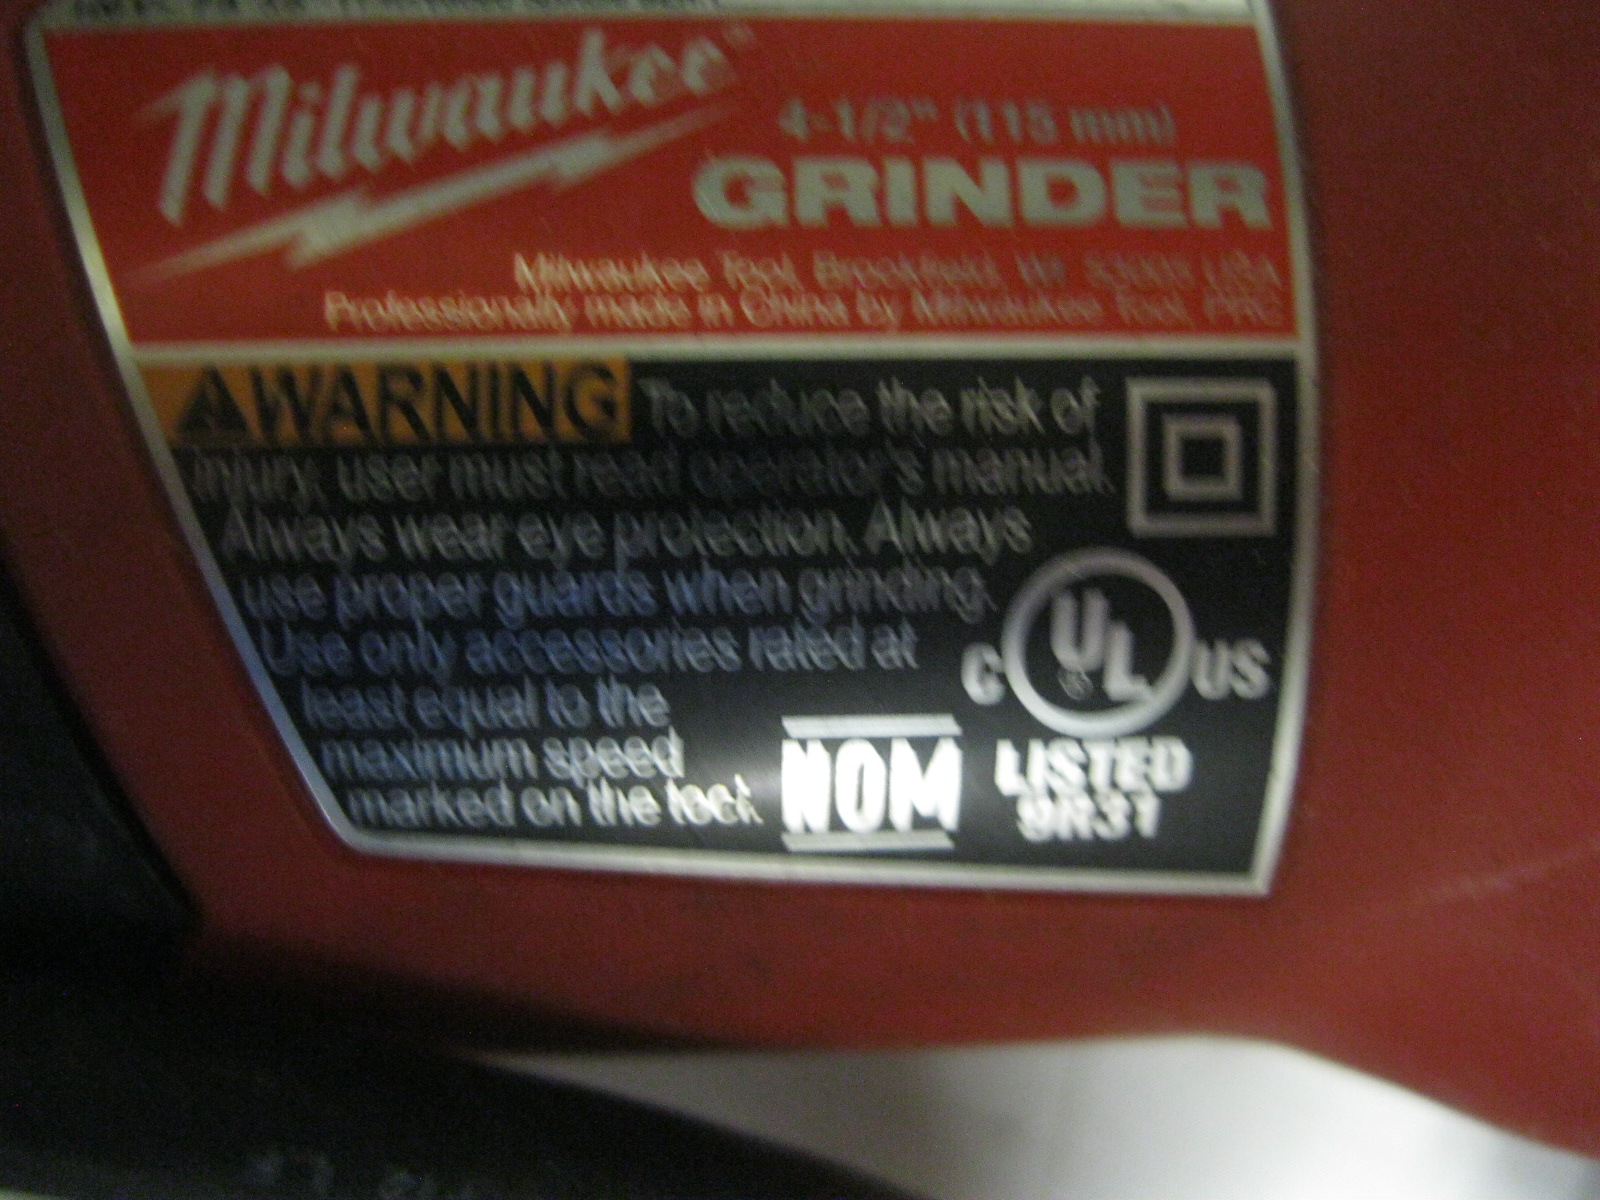 Milwaukee
4-1/2" (115 mm)
GRINDER
Milwaukee Tool, Brookfield, WI USA
Professionally made in China by Milwaukee Tool, PRC
WARNING To reduce the risk of
injury, user must read operator's manual.
Always wear eye protection. Always
use proper guards when grinding.
Use only accessories rated at
least equal to the
maximum speed
marked on the tool.
NOM
C UL US
LISTED
9R31